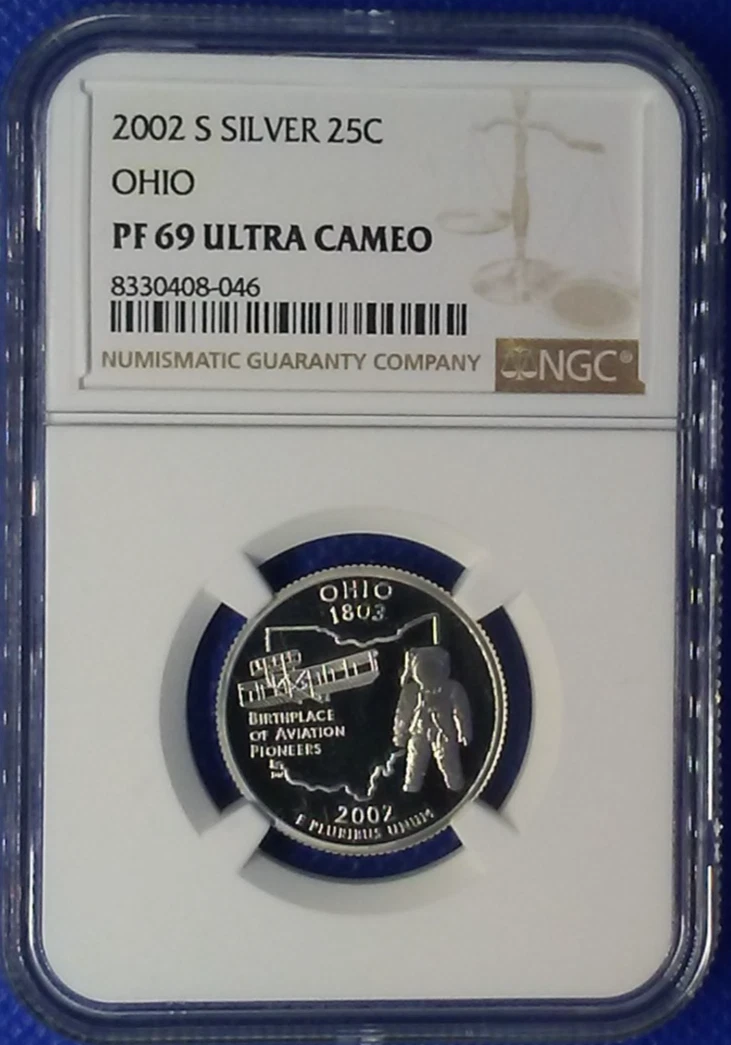 2002 S SILVER 25C
OHIO
PF 69 ULTRA CAMEO
8330408-046
NUMISMATIC GUARANTY COMPANY
NGC®
OHIO
1803
BIRTHPLACE
OF AVIATION
PIONEERS
2002
E PLURIBUS UNUM